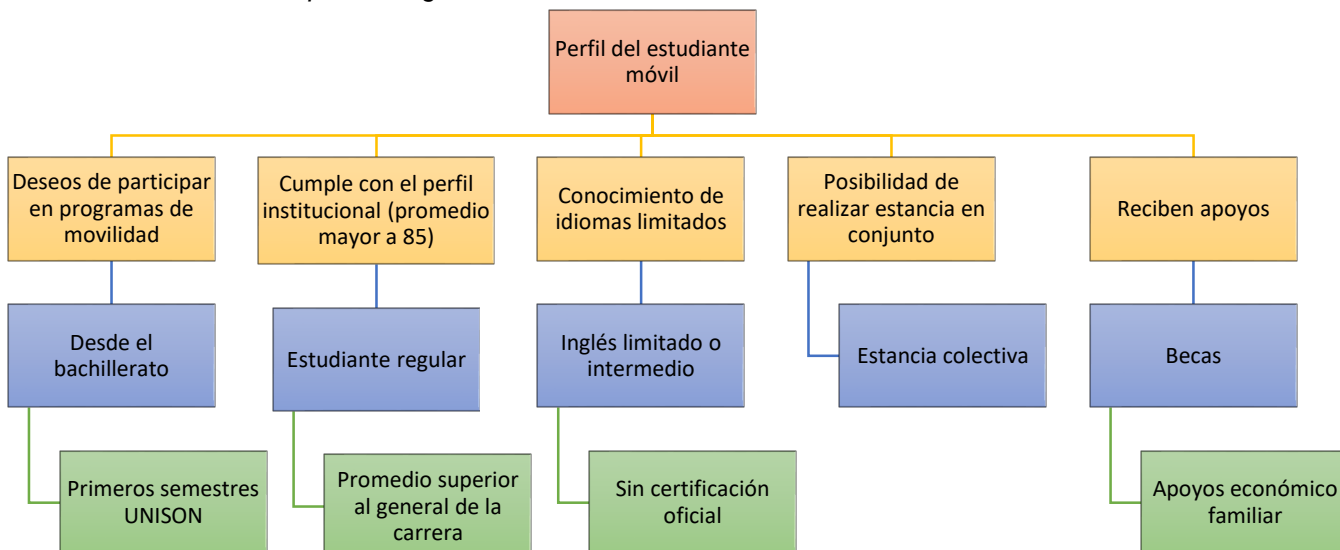 Perfil del estudiante
móvil
Deseos de participar
en programas de
movilidad
Cumple con el perfil
institucional (promedio
mayor a 85)
Conocimiento de
idiomas limitados
Posibilidad de
realizar estancia en
conjunto
Reciben apoyos
Desde el
bachillerato
Estudiante regular
Inglés limitado o
intermedio
Estancia colectiva
Becas
Primeros semestres
UNISON
Promedio superior
al general de la
carrera
Sin certificación
oficial
Apoyos económico
familiar